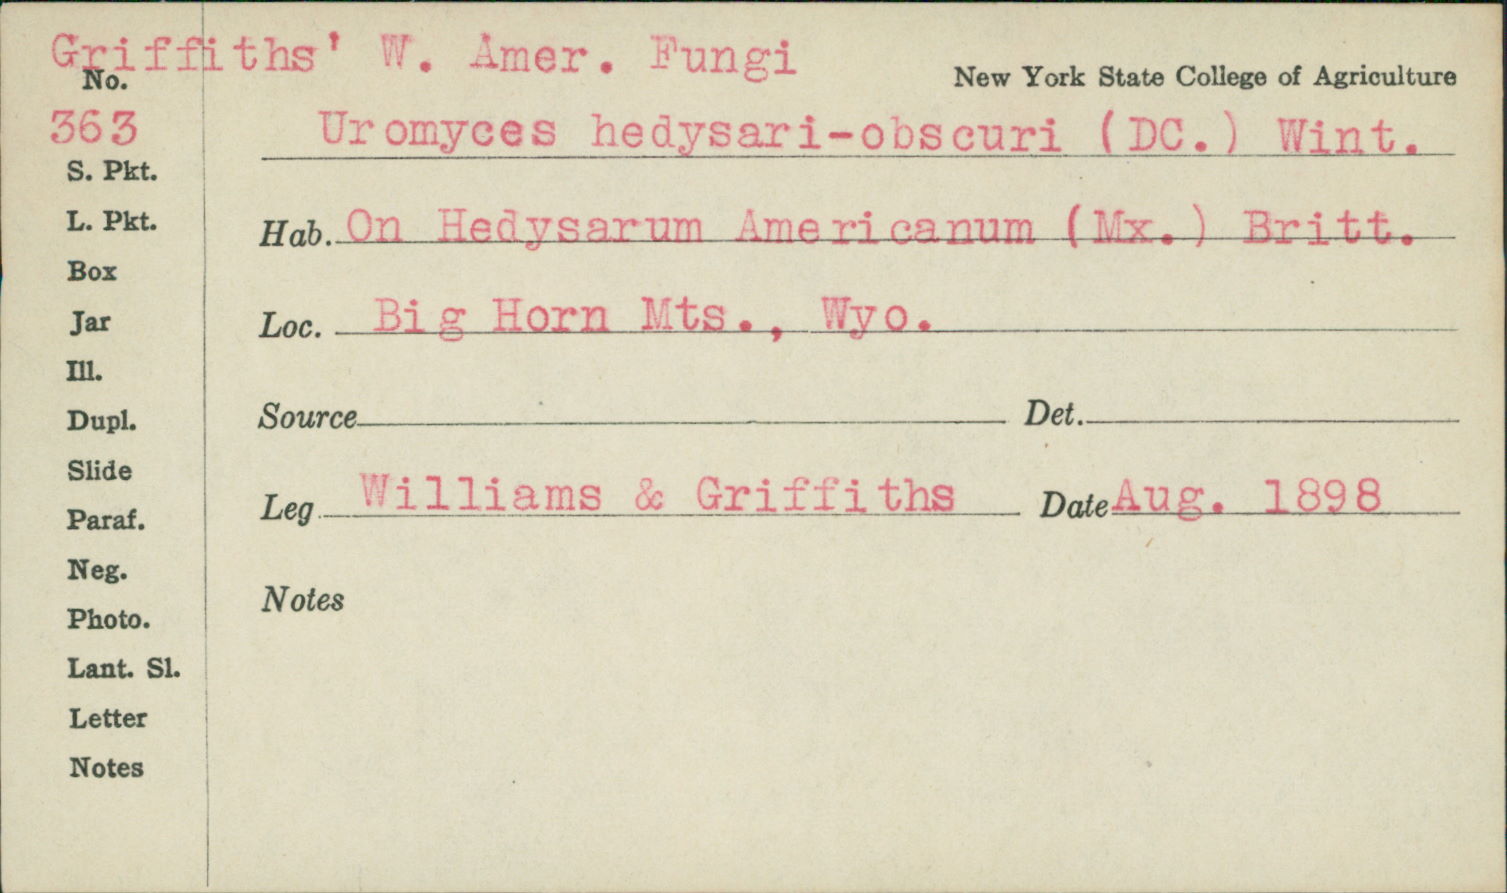 Griffiths' W. Amer. Fungi
No.
New York State College of Agriculture
363
Uromyces hedysari-obscuri (DC.) Wint.
S. Pkt.
L. Pkt.
Hab. On Hedysarum Americanum (Mx.) Britt.
Box
Jar
Loc. Big Horn Mts., Wyo.
Ill.
Dupl.
Source Det.
Slide
Leg Williams & Griffiths Date Aug. 1898
Paraf.
Neg.
Notes
Photo.
Lant. Sl.
Letter
Notes